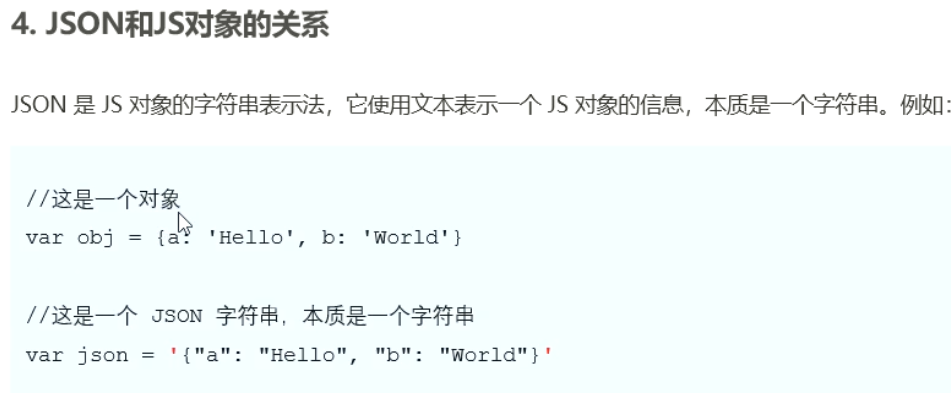 4. JSON和JS对象的关系
JSON 是 JS 对象的字符串表示法，它使用文本表示一个 JS 对象的信息，本质是一个字符串。例如：
//这是一个对象
var obj = {a: 'Hello', b: 'World'}
//这是一个 JSON 字符串，本质是一个字符串
var json = '{"a": "Hello", "b": "World"}'